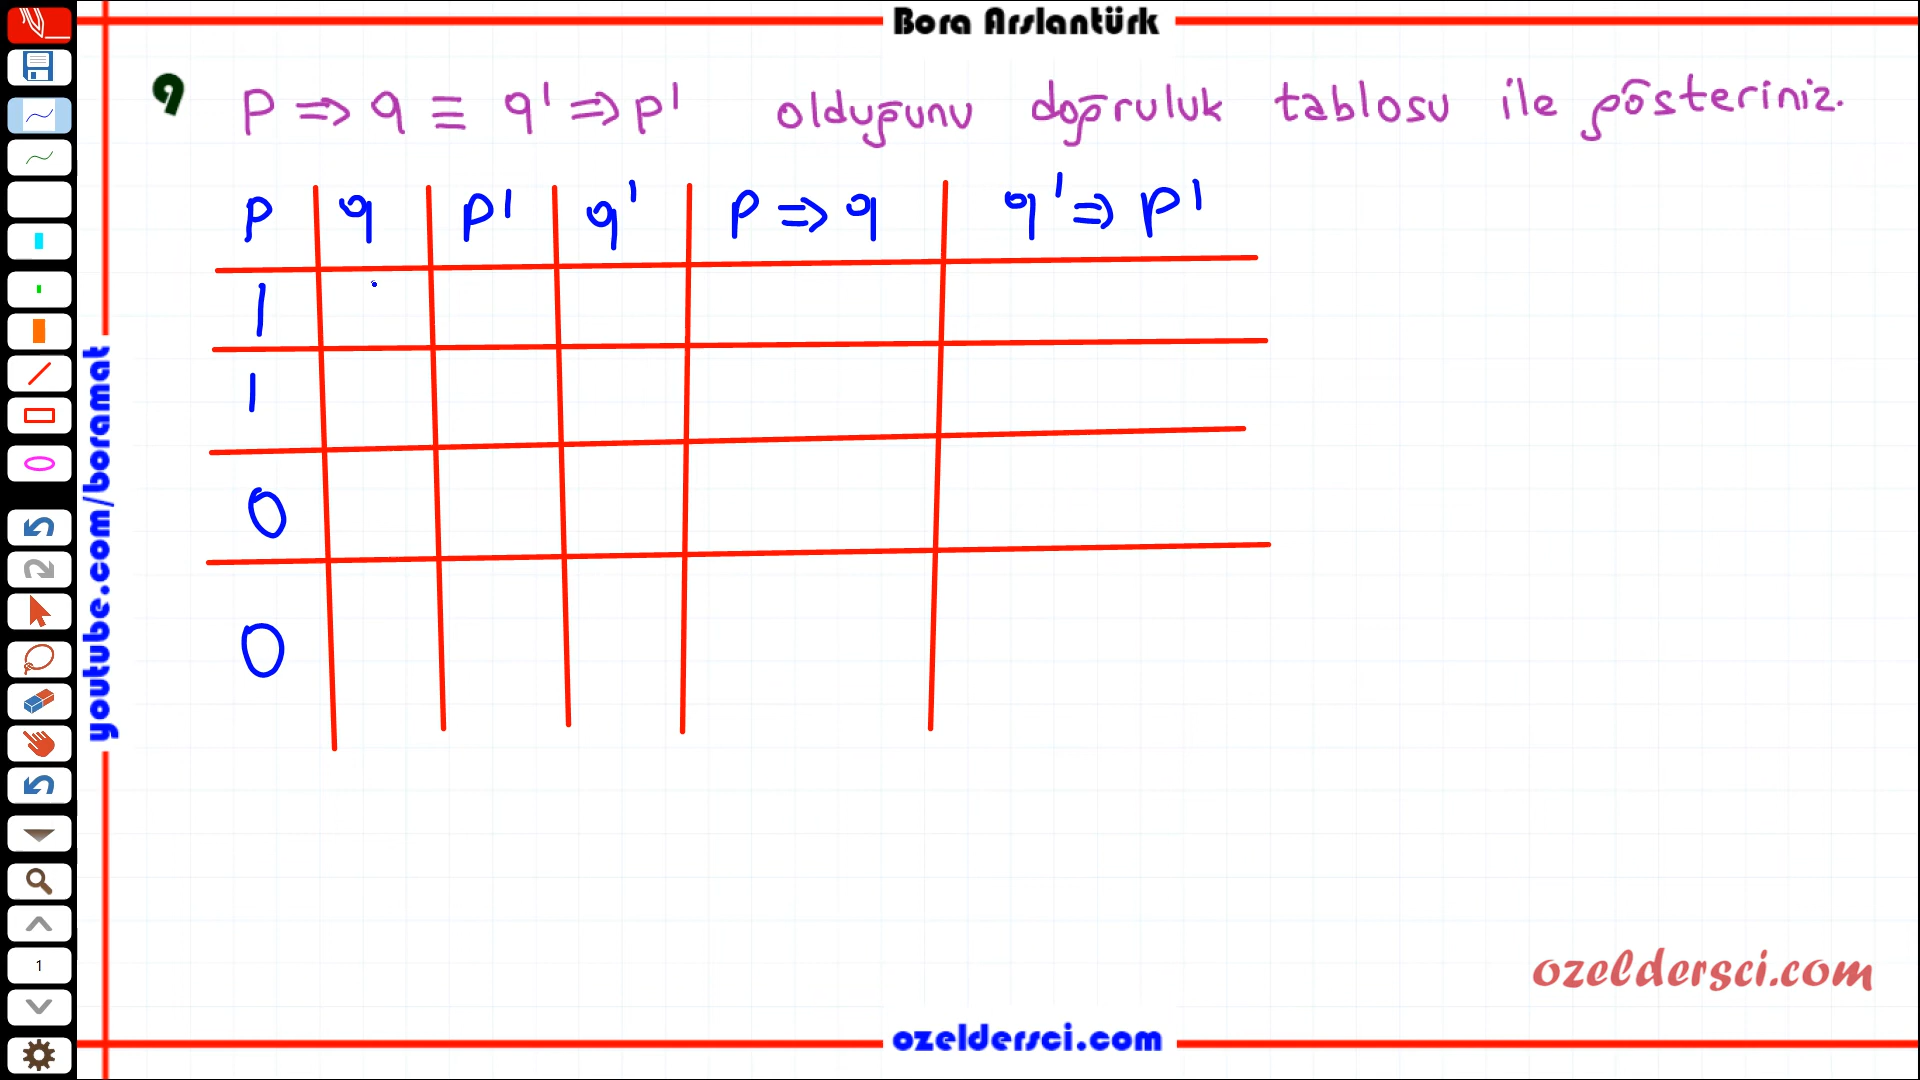 Bora Arslantürk
9 p ⇒ q ≡ q' ⇒ p' olduğunu doğruluk tablosu ile gösteriniz.
p q p' q' p ⇒ q q' ⇒ p'
1
1
0
0
youtube.com/boramat
1
ozeldersci.com
ozeldersci.com